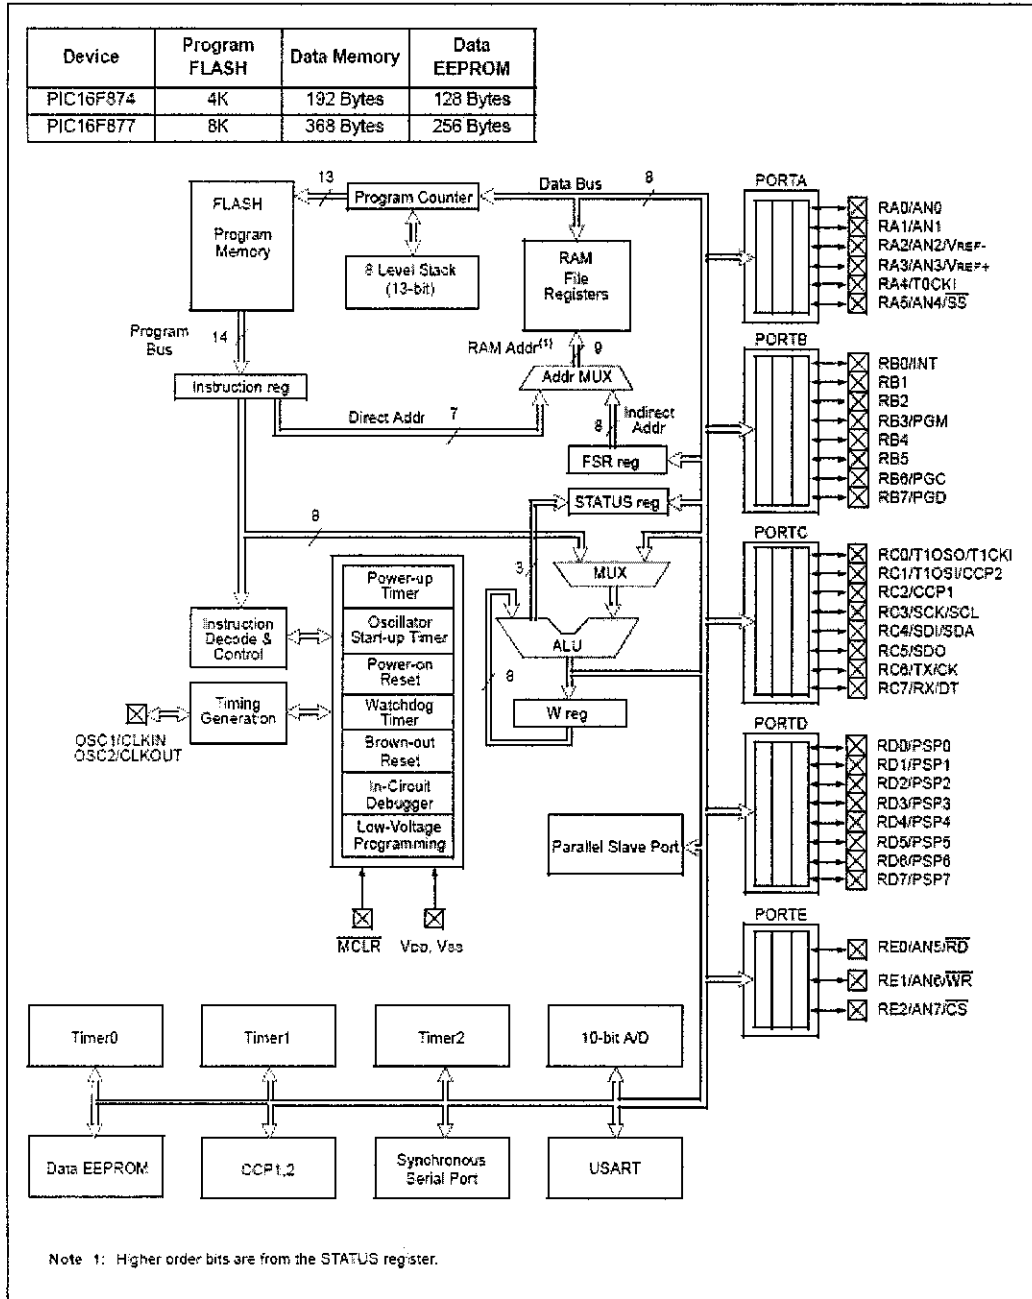 Device Program FLASH Data Memory Data EEPROM
PIC16F874 4K 192 Bytes 128 Bytes
PIC16F877 8K 368 Bytes 256 Bytes
FLASH
Program
Memory
13
Program Counter
Data Bus
8
8 Level Stack
(13-bit)
RAM
File
Registers
Program
Bus
14
RAM Addr(1)
9
Addr MUX
Instruction reg
Direct Addr
7
8
Indirect
Addr
FSR reg
STATUS reg
8
3
MUX
Power-up
Timer
Oscillator
Start-up Timer
Power-on
Reset
Watchdog
Timer
Brown-out
Reset
In-Circuit
Debugger
Low-Voltage
Programming
Instruction
Decode &
Control
Timing
Generation
OSC1/CLKIN
OSC2/CLKOUT
ALU
8
W reg
Parallel Slave Port
MCLR
VDD, VSS
PORTA
RA0/AN0
RA1/AN1
RA2/AN2/VREF-
RA3/AN3/VREF+
RA4/T0CKI
RA5/AN4/SS
PORTB
RB0/INT
RB1
RB2
RB3/PGM
RB4
RB5
RB6/PGC
RB7/PGD
PORTC
RC0/T1OSO/T1CKI
RC1/T1OSI/CCP2
RC2/CCP1
RC3/SCK/SCL
RC4/SDI/SDA
RC5/SDO
RC6/TX/CK
RC7/RX/DT
PORTD
RD0/PSP0
RD1/PSP1
RD2/PSP2
RD3/PSP3
RD4/PSP4
RD5/PSP5
RD6/PSP6
RD7/PSP7
PORTE
RE0/AN5/RD
RE1/AN6/WR
RE2/AN7/CS
Timer0
Timer1
Timer2
10-bit A/D
Data EEPROM
CCP1,2
Synchronous
Serial Port
USART
Note 1: Higher order bits are from the STATUS register.